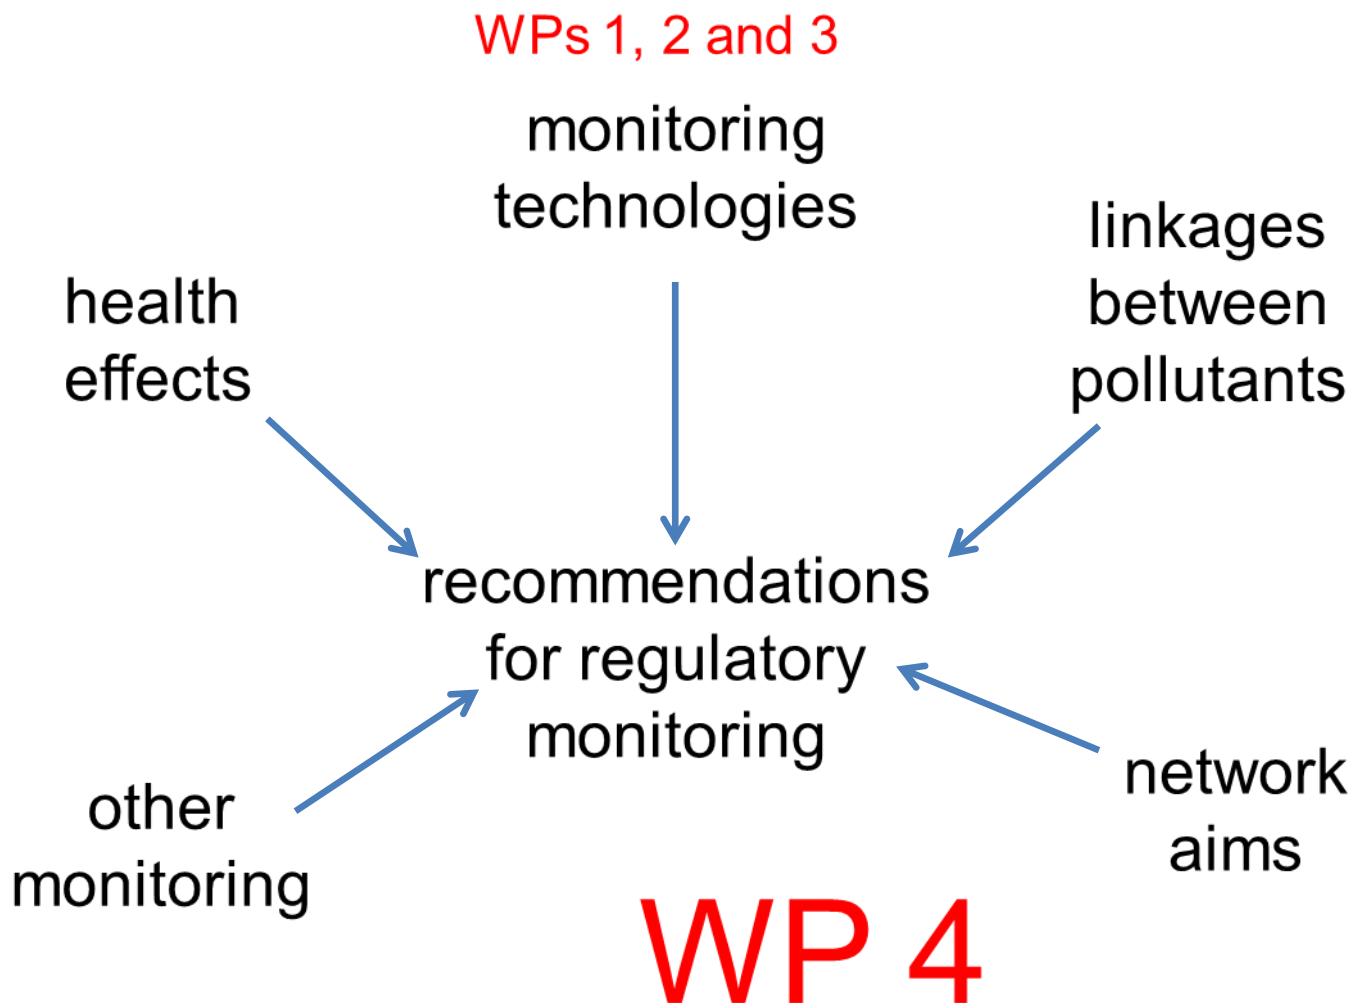 WPs 1, 2 and 3
monitoring
technologies
linkages
between
pollutants
health
effects
recommendations
for regulatory
monitoring
other
monitoring
network
aims
WP 4